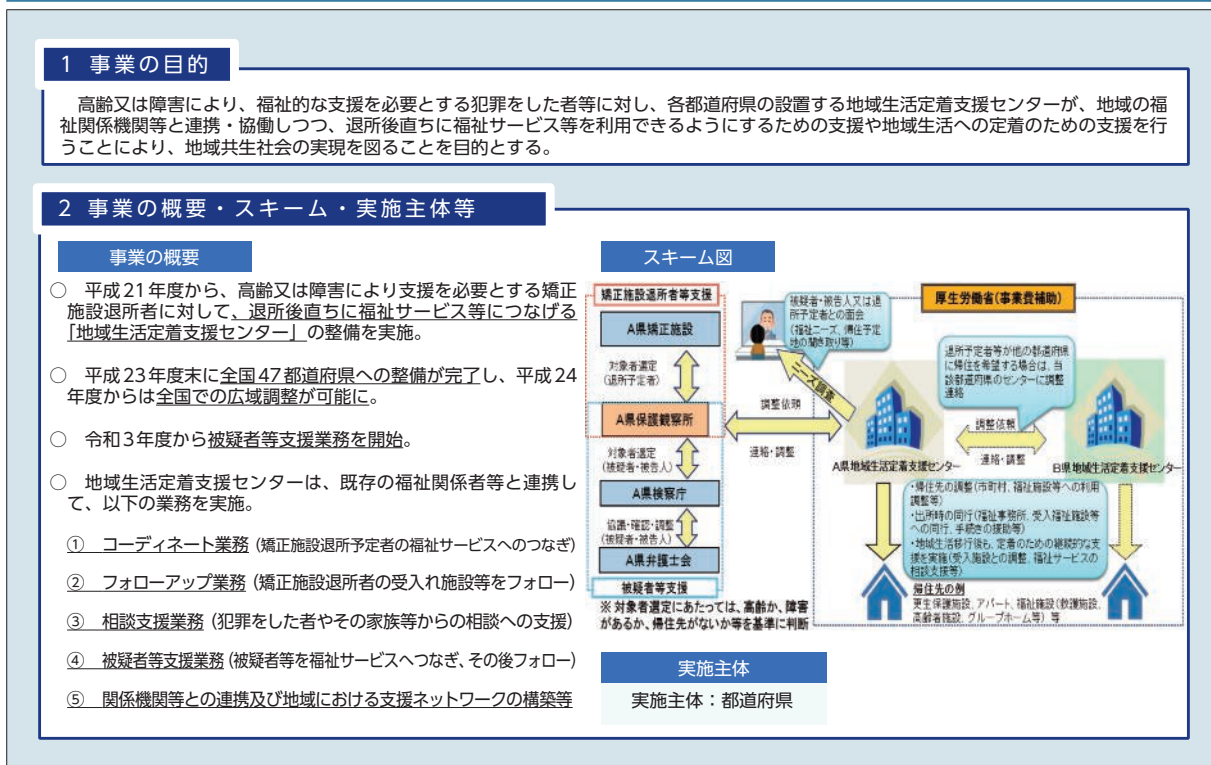 1 事業の目的
高齢又は障害により、福祉的な支援を必要とする犯罪をした者等に対し、各都道府県の設置する地域生活定着支援センターが、地域の福
祉関係機関等と連携・協働しつつ、退所後直ちに福祉サービス等を利用できるようにするための支援や地域生活への定着のための支援を行
うことにより、地域共生社会の実現を図ることを目的とする。
2 事業の概要・スキーム・実施主体等
事業の概要
○ 平成21年度から、高齢又は障害により支援を必要とする矯正
施設退所者に対して、退所後直ちに福祉サービス等につなげる
「地域生活定着支援センター」の整備を実施。
○ 平成23年度末に全国47都道府県への整備が完了し、平成24
年度からは全国での広域調整が可能に。
○ 令和3年度から被疑者等支援業務を開始。
○ 地域生活定着支援センターは、既存の福祉関係者等と連携し
て、以下の業務を実施。
① コーディネート業務 (矯正施設退所予定者の福祉サービスへのつなぎ)
② フォローアップ業務 (矯正施設退所者の受入れ施設等をフォロー)
③ 相談支援業務 (犯罪をした者やその家族等からの相談への支援)
④ 被疑者等支援業務 (被疑者等を福祉サービスへつなぎ、その後フォロー)
⑤ 関係機関等との連携及び地域における支援ネットワークの構築等
スキーム図
矯正施設退所者等支援
A県矯正施設
対象者選定
(退所予定者)
A県保護観察所
対象者選定
(被疑者・被告人)
A県検察庁
協議・確認・調整
(被疑者・被告人)
A県弁護士会
被疑者等支援
※対象者選定にあたっては、高齢か、障害
があるか、帰住先がないか等を基準に判断
被疑者・被告人又は退
所予定者との面会
(福祉ニーズ、帰住予定
地の聞き取り等)
ニーズ調査
調整依頼
連絡・調整
厚生労働省(事業費補助)
退所予定者等が他の都道府県
に帰住を希望する場合は、当
該都道府県のセンターに調整
連絡
調整依頼
連絡・調整
A県地域生活定着支援センター
B県地域生活定着支援センター
・帰住先の調整(市町村、福祉施設等への利用
調整等)
・出所時の同行(福祉事務所、受入福祉施設等
への同行、手続きの援助等)
・地域生活移行後も、定着のための継続的な支
援を実施(受入施設との調整、福祉サービスの
相談支援等)
帰住先の例
更生保護施設、アパート、福祉施設(救護施設、
高齢者施設、グループホーム等) 等
実施主体
実施主体：都道府県